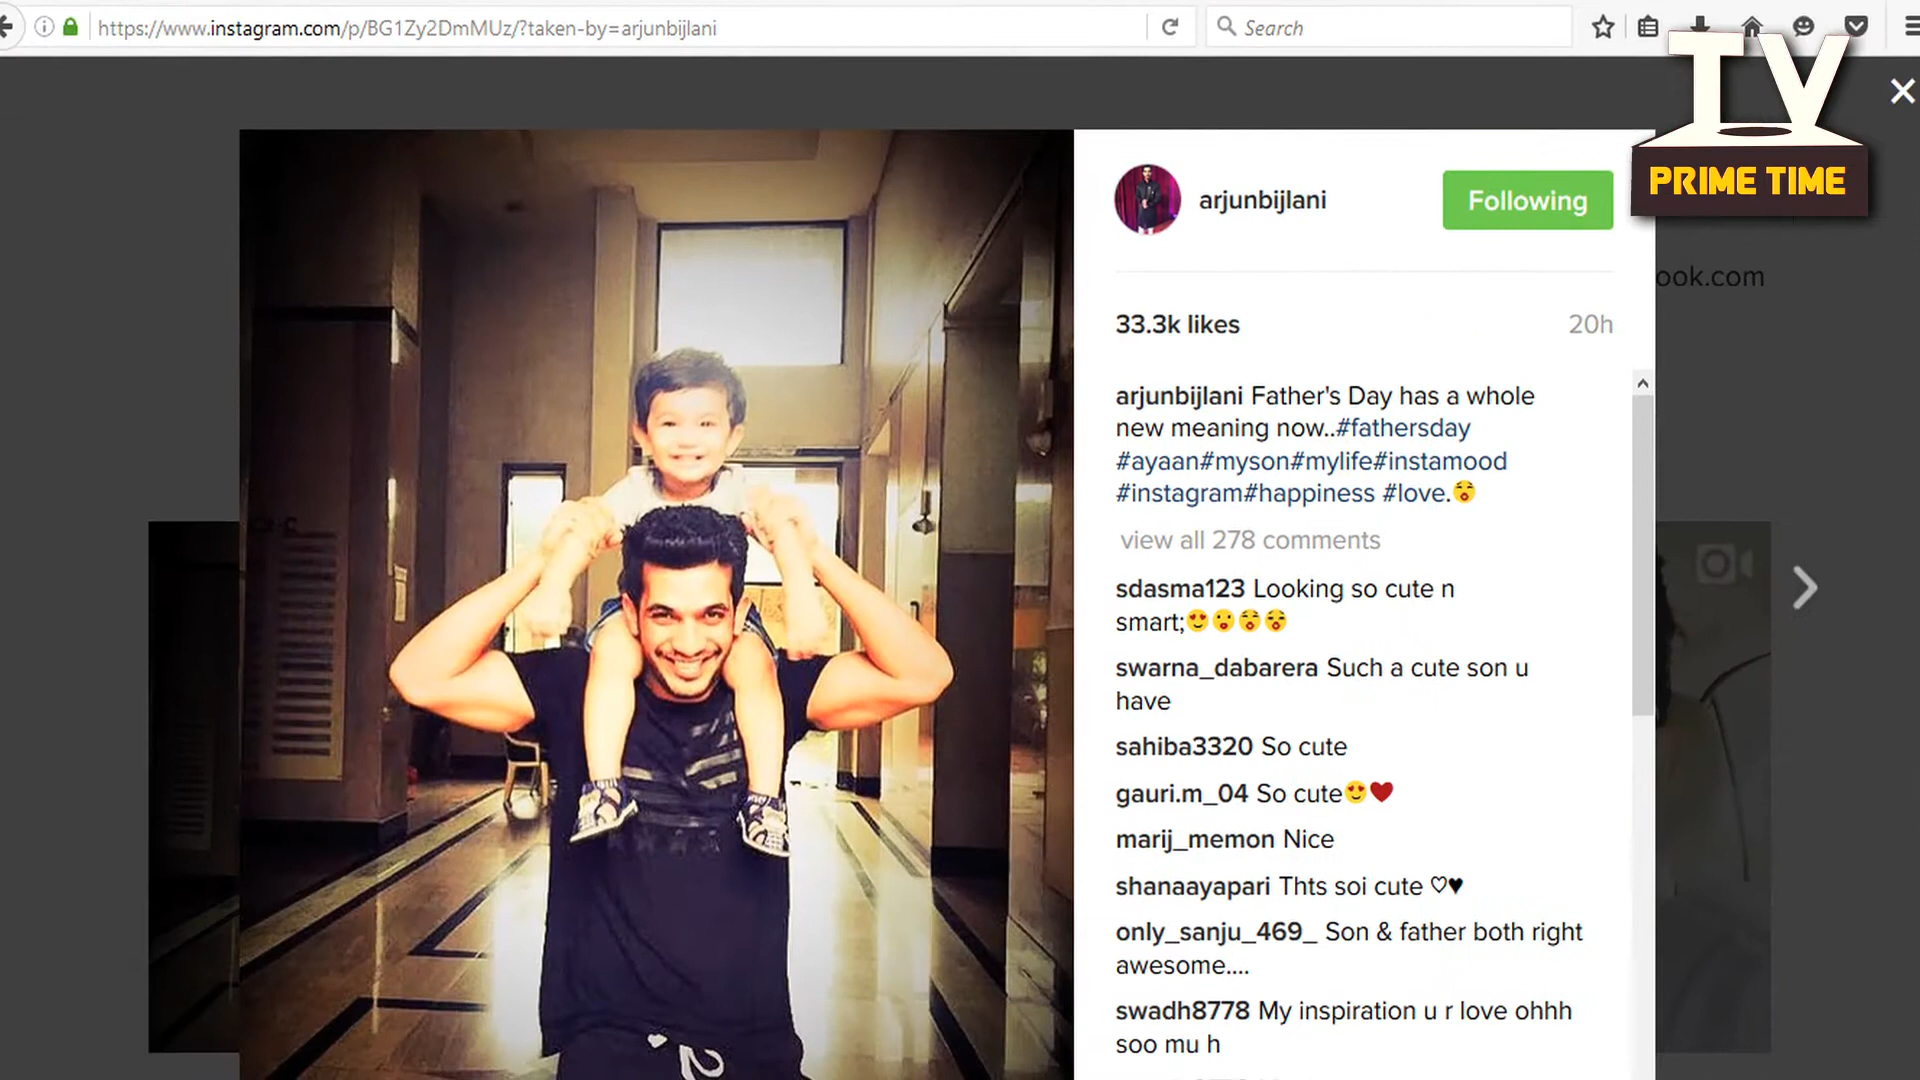 https://www.instagram.com/p/BG1Zy2DmMUz/?taken-by=arjunbijlani
Search
TV
PRIME TIME
arjunbijlani
Following
ook.com
33.3k likes
20h
arjunbijlani Father's Day has a whole
new meaning now..#fathersday
#ayaan#myson#mylife#instamood
#instagram#happiness #love.😲
view all 278 comments
sdasma123 Looking so cute n
smart;😍😮😲😲
swarna_dabarera Such a cute son u
have
sahiba3320 So cute
gauri.m_04 So cute😍❤
marij_memon Nice
shanaayapari Thts soi cute ♡♥
only_sanju_469_ Son & father both right
awesome....
swadh8778 My inspiration u r love ohhh
soo mu h